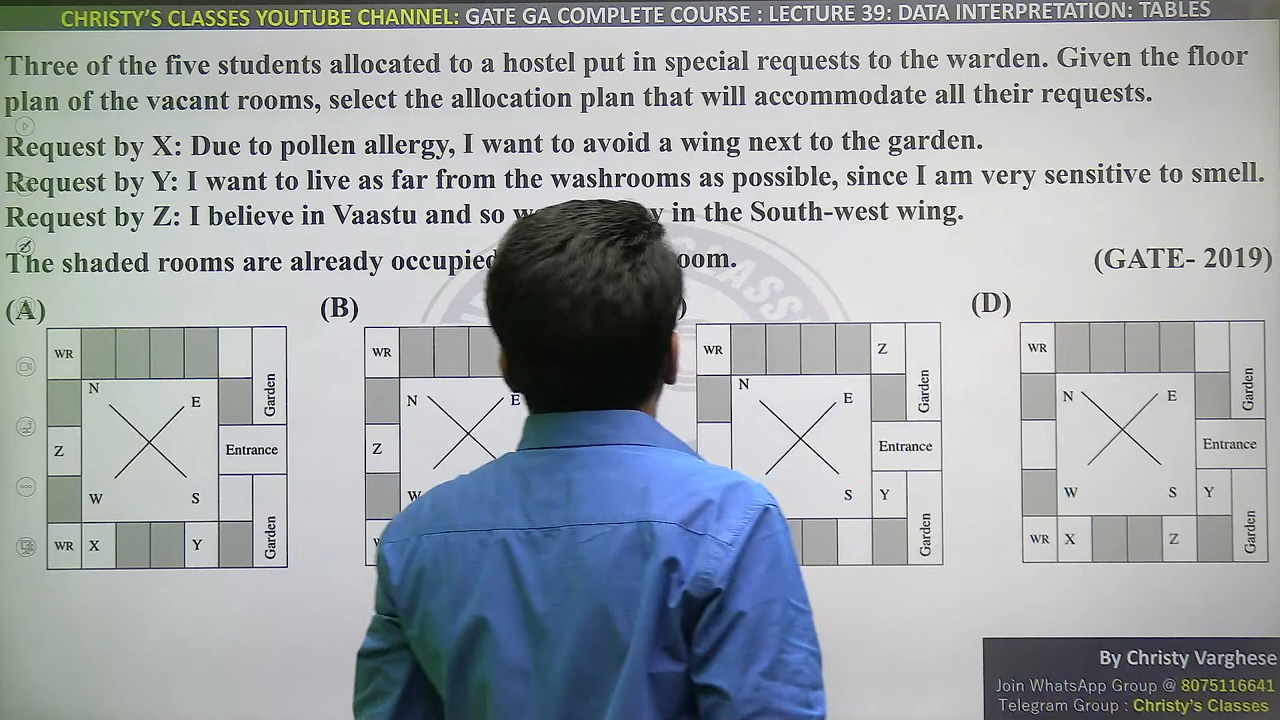 CHRISTY'S CLASSES YOUTUBE CHANNEL: GATE GA COMPLETE COURSE : LECTURE 39: DATA INTERPRETATION: TABLES
Three of the five students allocated to a hostel put in special requests to the warden. Given the floor
plan of the vacant rooms, select the allocation plan that will accommodate all their requests.
Request by X: Due to pollen allergy, I want to avoid a wing next to the garden.
Request by Y: I want to live as far from the washrooms as possible, since I am very sensitive to smell.
Request by Z: I believe in Vaastu and so in the South-west wing.
The shaded rooms are already occupied oom. (GATE- 2019)
(A) (B) ) (D)
WR WR WR Z WR
Garden Garden Garden
N E N E N E N E
Z Entrance Z Entrance Entrance
W S W S Y W S Y
WR X Y WR X Z
Garden Garden Garden
By Christy Varghese
Join WhatsApp Group @ 8075116641
Telegram Group : Christy's Classes